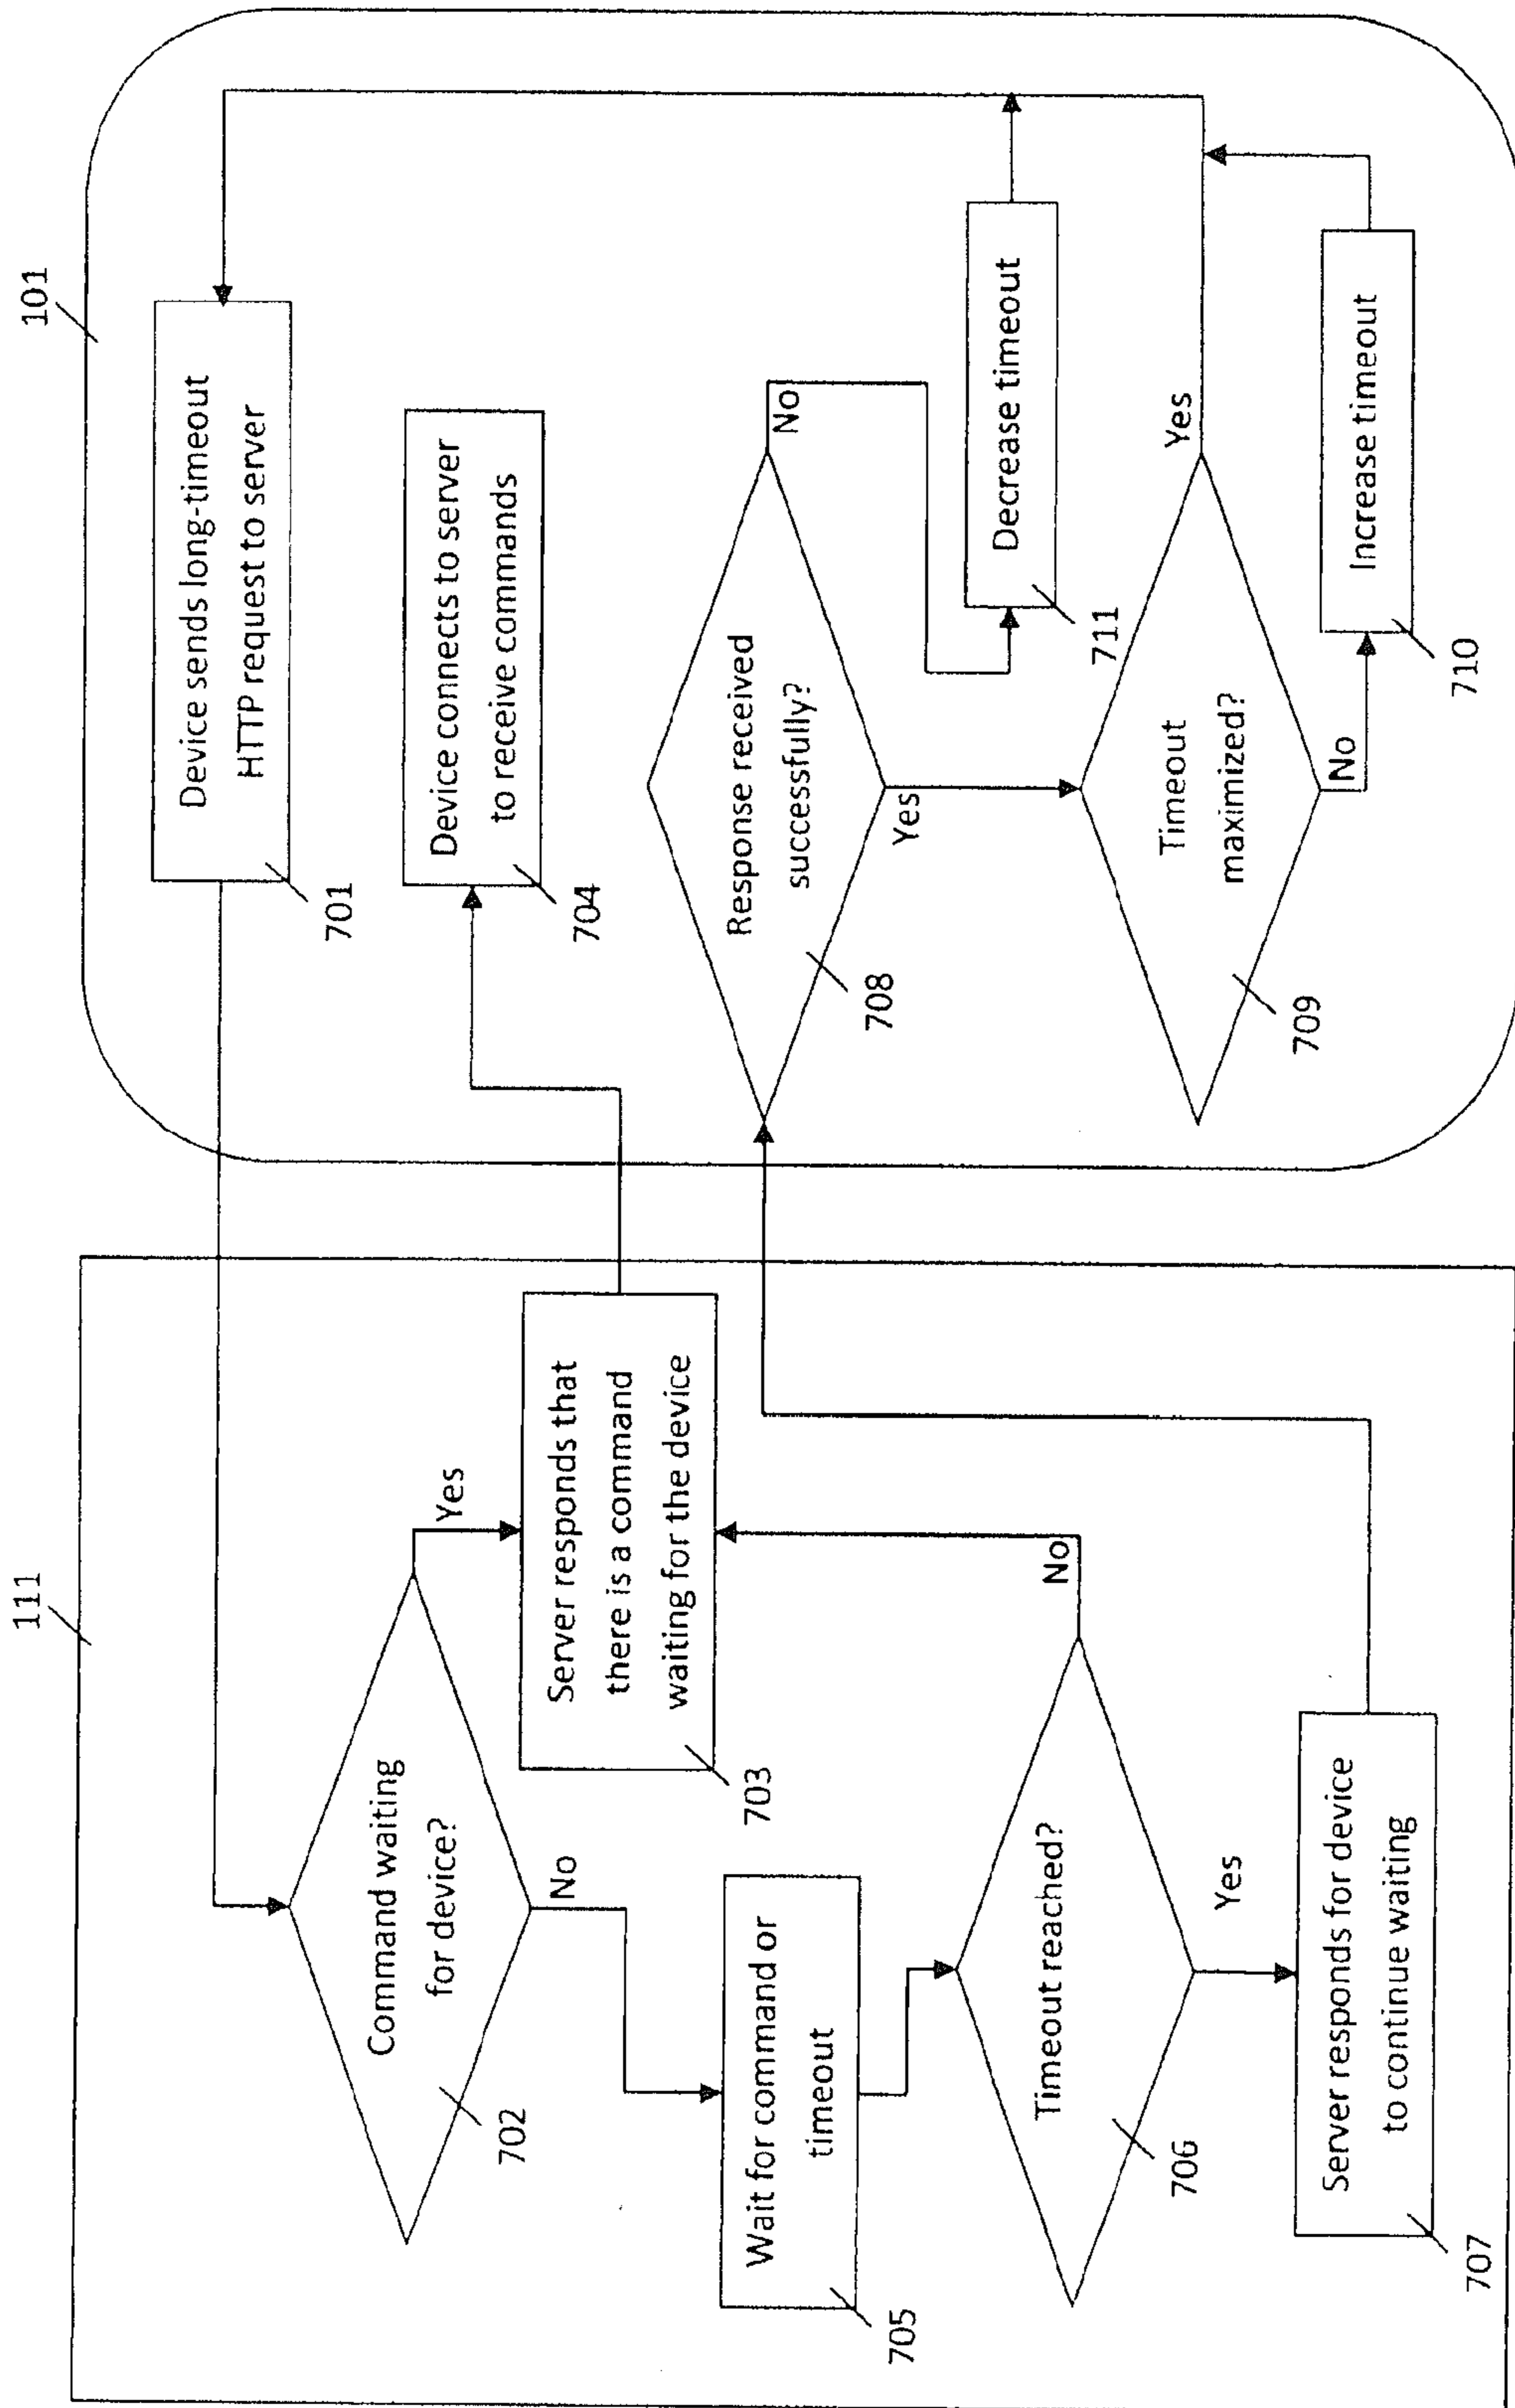 111
Command waiting
for device?
702
Yes
No
Server responds that
there is a command
waiting for the device
703
Wait for command or
timeout
705
Timeout reached?
706
No
Yes
Server responds for device
to continue waiting
707
101
Device sends long-timeout
HTTP request to server
701
Device connects to server
to receive commands
704
Response received
successfully?
708
No
Yes
Decrease timeout
711
Timeout
maximized?
709
Yes
No
Increase timeout
710